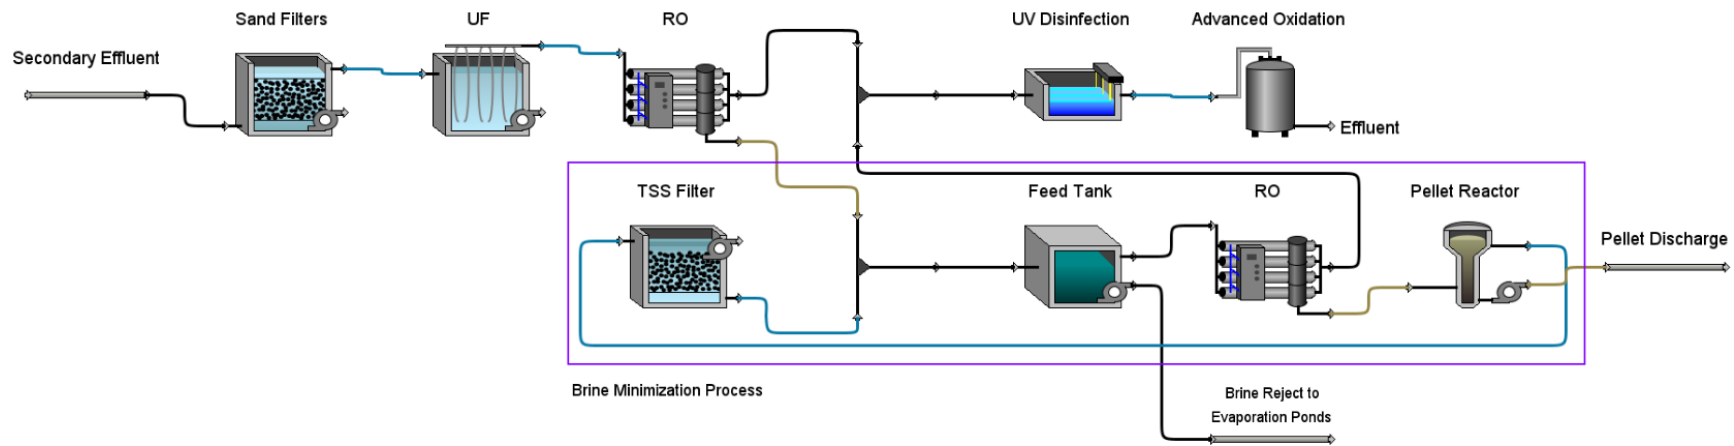 Sand Filters
UF
RO
UV Disinfection
Advanced Oxidation
Secondary Effluent
Effluent
TSS Filter
Feed Tank
RO
Pellet Reactor
Pellet Discharge
Brine Minimization Process
Brine Reject to
Evaporation Ponds